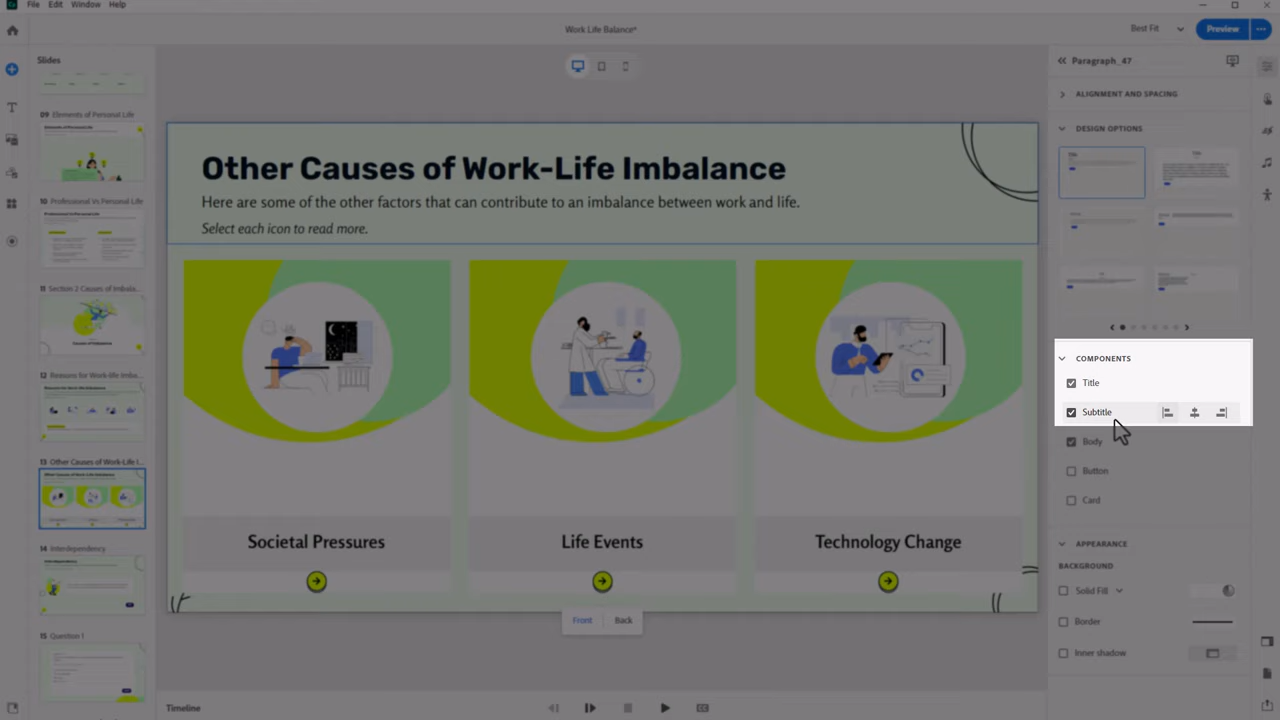 File Edit Window Help
Work Life Balance*
Best Fit
Preview
Slides
09 Elements of Personal Life
10 Professional Vs Personal Life
11 Section 2 Causes of Imbala...
12 Reasons for Work-life Imba...
13 Other Causes of Work-Life I...
14 Interdependency
15 Question 1
Other Causes of Work-Life Imbalance
Here are some of the other factors that can contribute to an imbalance between work and life.
Select each icon to read more.
Societal Pressures
Life Events
Technology Change
Front Back
Timeline
Paragraph_47
ALIGNMENT AND SPACING
DESIGN OPTIONS
COMPONENTS
Title
Subtitle
Body
Button
Card
APPEARANCE
BACKGROUND
Solid Fill
Border
Inner shadow